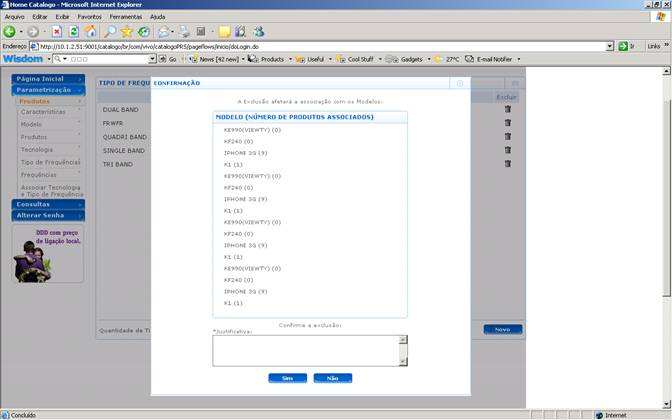 Home Catalogo - Microsoft Internet Explorer
Arquivo Editar Exibir Favoritos Ferramentas Ajuda
Endereço http://10.1.2.51:9001/catalogo/br/com/vivo/catalogoPRS/pageflows/inicio/doLogin.do Ir Links »
Wisdom Go News [42 new] Products Useful Cool Stuff Gadgets 27°C E-mail Notifier
Página Inicial
Parametrização
Produtos
Características
Modelo
Produtos
Tecnologia
Tipo de Frequências
Frequências
Associar Tecnologia e Tipo de Frequência
Consultas
Alterar Senha
DDD com preço
de ligação local.
TIPO DE FREQU
Excluir
DUAL BAND
FRWFR
QUADRI BAND
SINGLE BAND
TRI BAND
Quantidade de Ti
Novo
CONFIRMAÇÃO
A Exclusão afetará a associação com os Modelos:
MODELO (NÚMERO DE PRODUTOS ASSOCIADOS)
KE990(VIEWTY) (0)
KF240 (0)
IPHONE 3G (9)
K1 (1)
KE990(VIEWTY) (0)
KF240 (0)
IPHONE 3G (9)
K1 (1)
KE990(VIEWTY) (0)
KF240 (0)
IPHONE 3G (9)
K1 (1)
KE990(VIEWTY) (0)
KF240 (0)
IPHONE 3G (9)
K1 (1)
Confirma a exclusão:
*Justificativa:
Sim Não
Concluído Internet